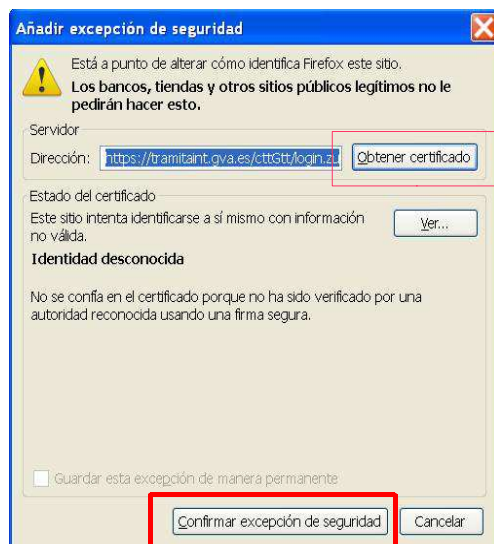 Añadir excepción de seguridad
Está a punto de alterar cómo identifica Firefox este sitio.
Los bancos, tiendas y otros sitios públicos legítimos no le
pedirán hacer esto.
Servidor
Dirección: https://tramitaint.gva.es/cttGtt/login.zu Obtener certificado
Estado del certificado
Este sitio intenta identificarse a sí mismo con información
no válida.
Ver...
Identidad desconocida
No se confía en el certificado porque no ha sido verificado por una
autoridad reconocida usando una firma segura.
Guardar esta excepción de manera permanente
Confirmar excepción de seguridad Cancelar